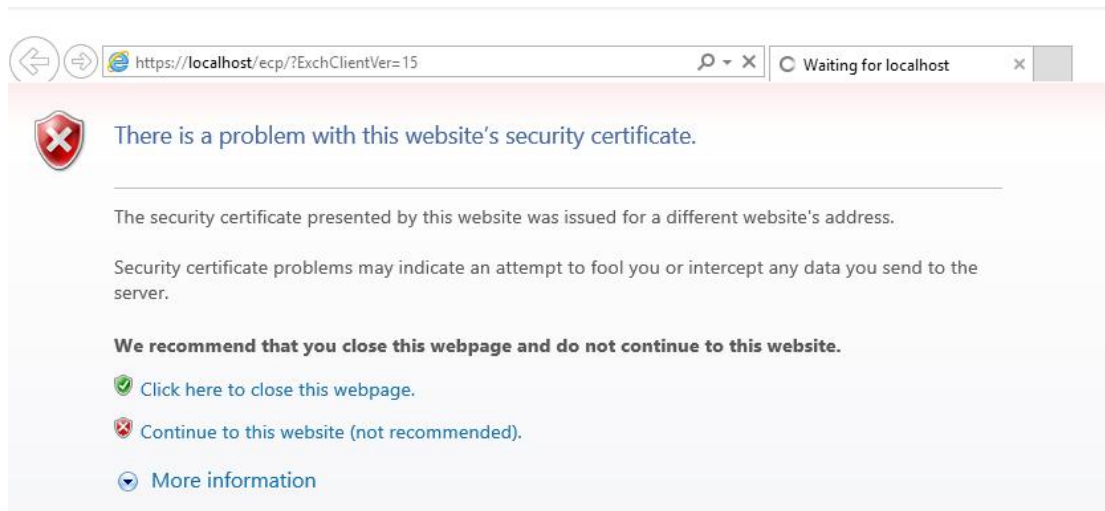 https://localhost/ecp/?ExchClientVer=15
Waiting for localhost
There is a problem with this website's security certificate.
The security certificate presented by this website was issued for a different website's address.
Security certificate problems may indicate an attempt to fool you or intercept any data you send to the
server.
We recommend that you close this webpage and do not continue to this website.
Click here to close this webpage.
Continue to this website (not recommended).
More information